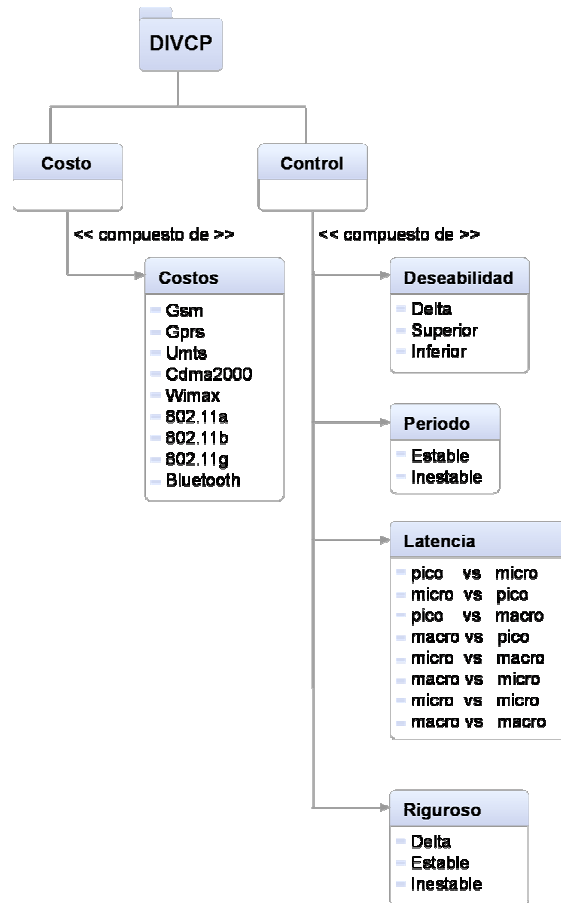 DIVCP
Costo
Control
<< compuesto de >>
<< compuesto de >>
Costos
Gsm
Gprs
Umts
Cdma2000
Wimax
802.11a
802.11b
802.11g
Bluetooth
Deseabilidad
Delta
Superior
Inferior
Periodo
Estable
Inestable
Latencia
pico vs micro
micro vs pico
pico vs macro
macro vs pico
micro vs macro
macro vs micro
micro vs micro
macro vs macro
Riguroso
Delta
Estable
Inestable